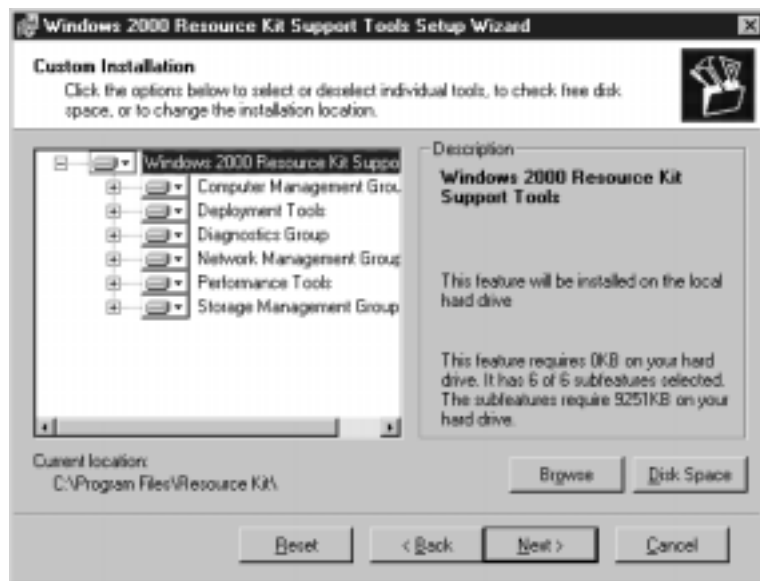 Windows 2000 Resource Kit Support Tools Setup Wizard
Custom Installation
Click the options below to select or deselect individual tools, to check free disk
space, or to change the installation location.
Windows 2000 Resource Kit Suppo
Computer Management Grou
Deployment Tools
Diagnostics Group
Network Management Group
Performance Tools
Storage Management Group
Description
Windows 2000 Resource Kit
Support Tools
This feature will be installed on the local
hard drive
This feature requires 0KB on your hard
drive. It has 6 of 6 subfeatures selected.
The subfeatures require 9251KB on your
hard drive.
Current location:
C:\Program Files\Resource Kit\
Browse
Disk Space
Reset
< Back
Next >
Cancel